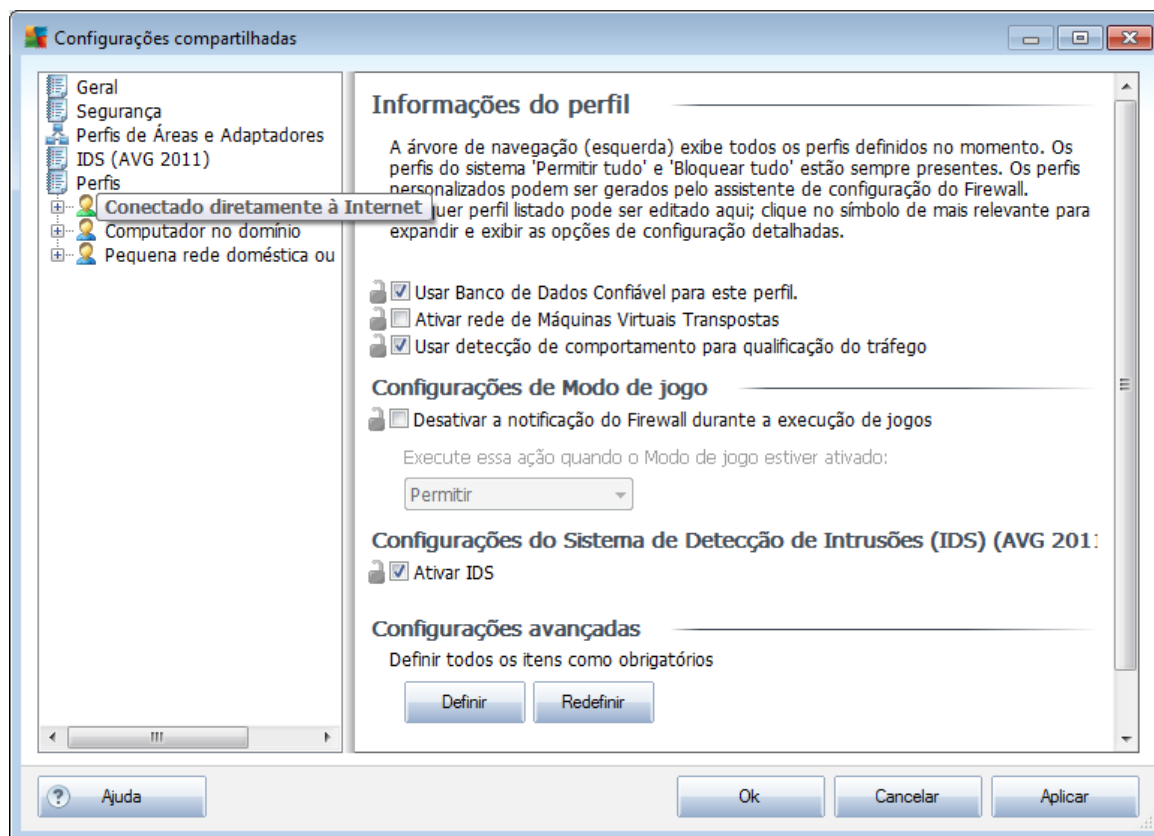 Configurações compartilhadas
Geral
Segurança
Perfis de Áreas e Adaptadores
IDS (AVG 2011)
Perfis
Conectado diretamente à Internet
Computador no domínio
Pequena rede doméstica ou
Informações do perfil
A árvore de navegação (esquerda) exibe todos os perfis definidos no momento. Os
perfis do sistema 'Permitir tudo' e 'Bloquear tudo' estão sempre presentes. Os perfis
personalizados podem ser gerados pelo assistente de configuração do Firewall.
quer perfil listado pode ser editado aqui; clique no símbolo de mais relevante para
expandir e exibir as opções de configuração detalhadas.
Usar Banco de Dados Confiável para este perfil.
Ativar rede de Máquinas Virtuais Transpostas
Usar detecção de comportamento para qualificação do tráfego
Configurações de Modo de jogo
Desativar a notificação do Firewall durante a execução de jogos
Execute essa ação quando o Modo de jogo estiver ativado:
Permitir
Configurações do Sistema de Detecção de Intrusões (IDS) (AVG 201
Ativar IDS
Configurações avançadas
Definir todos os itens como obrigatórios
Definir
Redefinir
? Ajuda
Ok
Cancelar
Aplicar